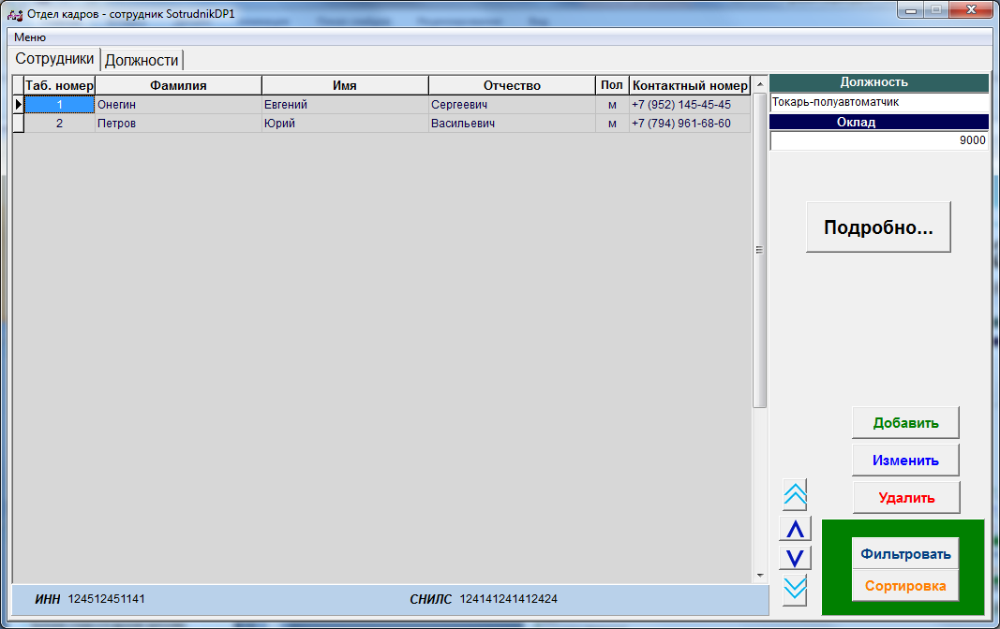 Отдел кадров - сотрудник SotrudnikDP1
Меню
Сотрудники Должности
Таб. номер Фамилия Имя Отчество Пол Контактный номер
1 Онегин Евгений Сергеевич м +7 (952) 145-45-45
2 Петров Юрий Васильевич м +7 (794) 961-68-60
Должность
Токарь-полуавтоматчик
Оклад
9000
Подробно...
Добавить
Изменить
Удалить
Фильтровать
Сортировка
ИНН 124512451141 СНИЛС 124141241412424